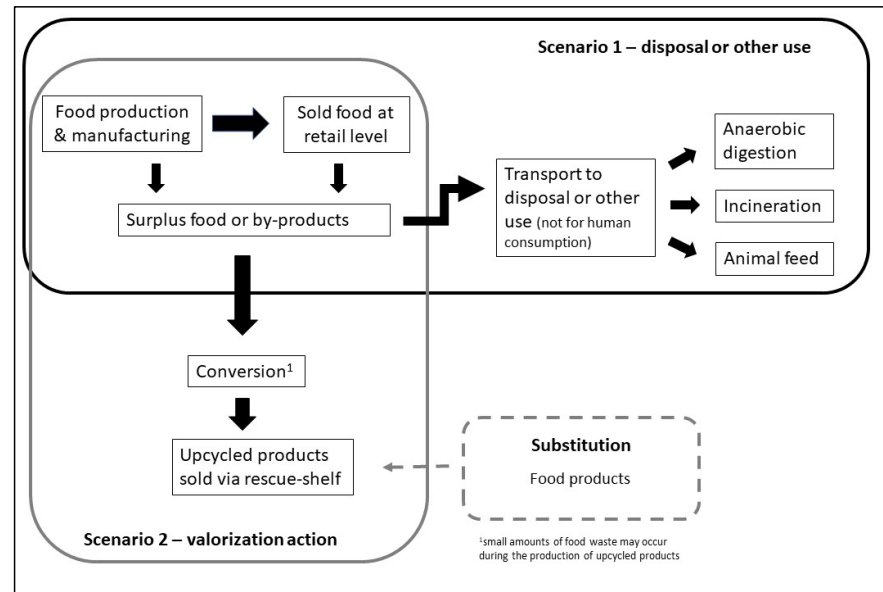 Scenario 1 – disposal or other use
Food production
& manufacturing
Sold food at
retail level
Surplus food or by-products
Transport to
disposal or other
use (not for human
consumption)
Anaerobic
digestion
Incineration
Animal feed
Conversion¹
Upcycled products
sold via rescue-shelf
Substitution
Food products
Scenario 2 – valorization action
¹small amounts of food waste may occur
during the production of upcycled products